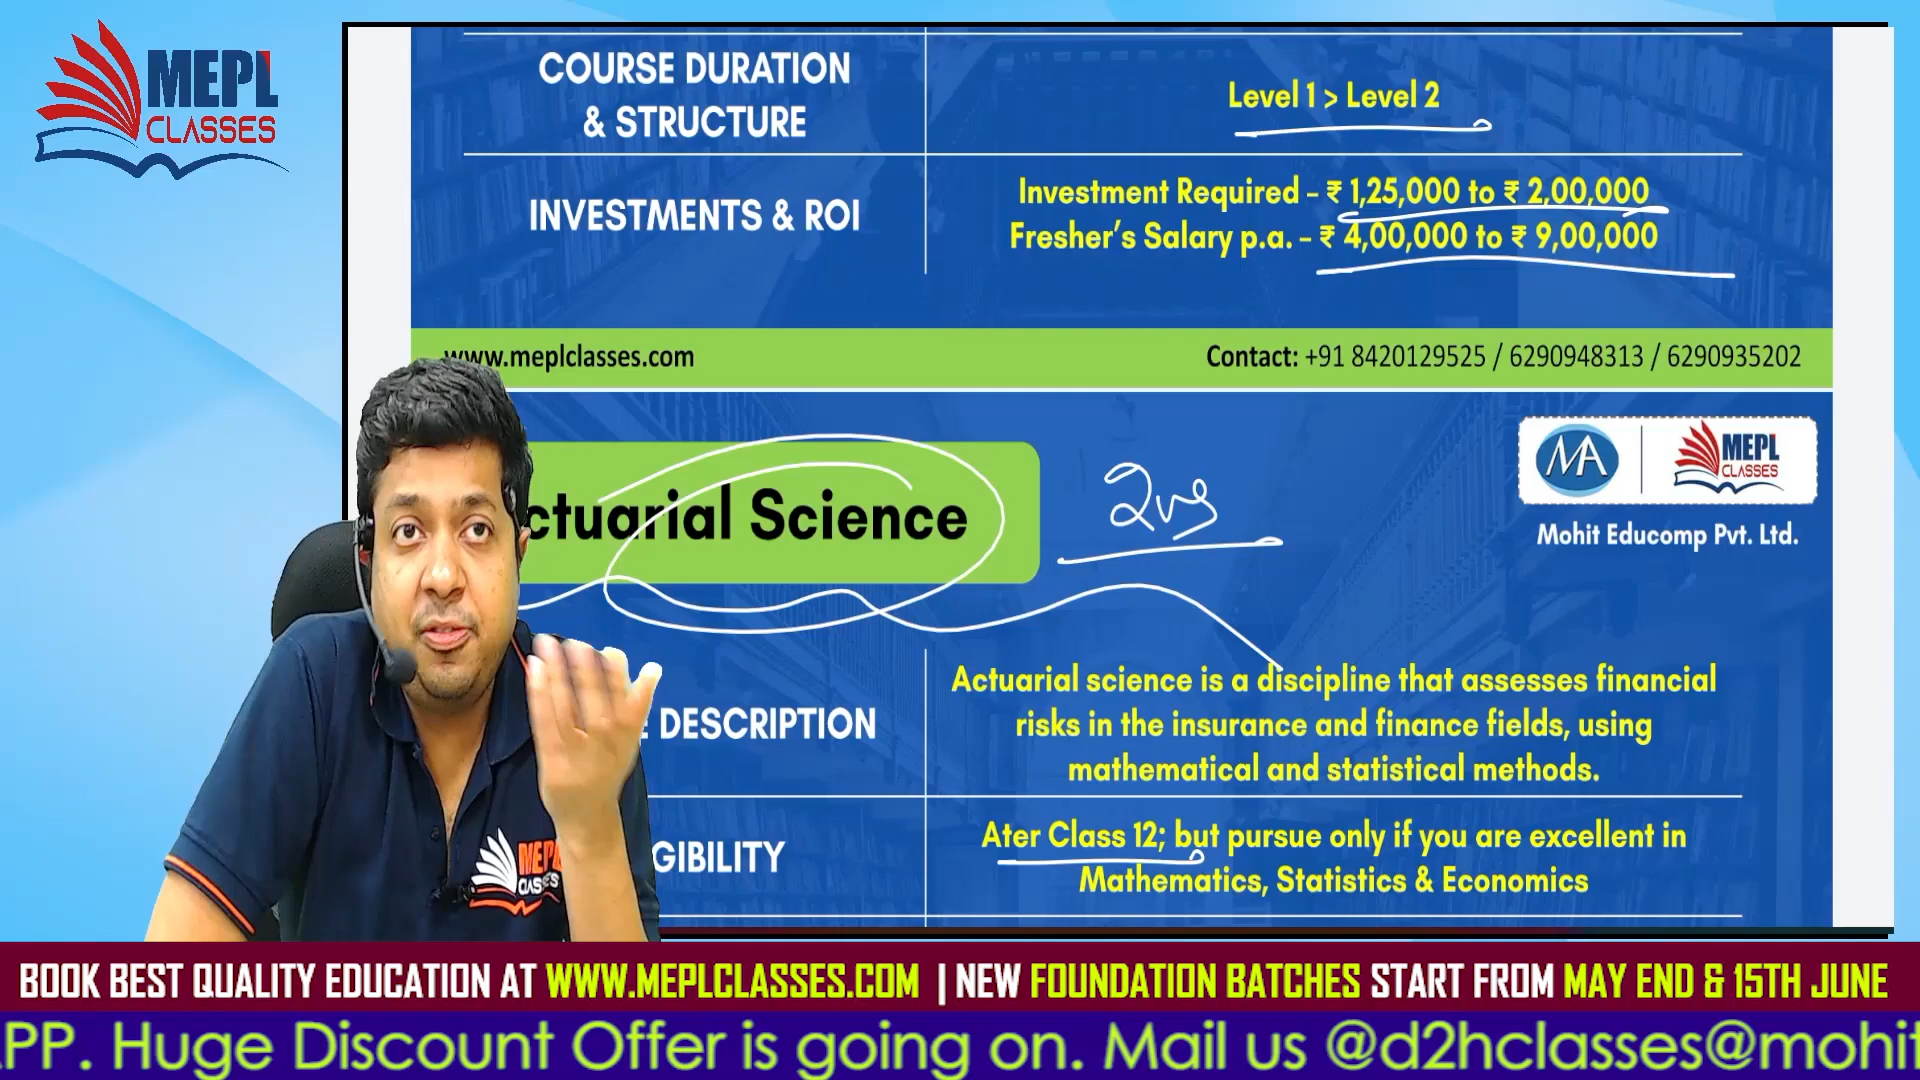 MEPL
CLASSES
COURSE DURATION
& STRUCTURE
Level 1 > Level 2
INVESTMENTS & ROI
Investment Required - ₹ 1,25,000 to ₹ 2,00,000
Fresher's Salary p.a. - ₹ 4,00,000 to ₹ 9,00,000
www.meplclasses.com
Contact: +91 8420129525 / 6290948313 / 6290935202
ctuarial Science
MA
MEPL
CLASSES
Mohit Educomp Pvt. Ltd.
E DESCRIPTION
Actuarial science is a discipline that assesses financial
risks in the insurance and finance fields, using
mathematical and statistical methods.
GIBILITY
Ater Class 12; but pursue only if you are excellent in
Mathematics, Statistics & Economics
MEPL
CLASSES
BOOK BEST QUALITY EDUCATION AT WWW.MEPLCLASSES.COM | NEW FOUNDATION BATCHES START FROM MAY END & 15TH JUNE
PP. Huge Discount Offer is going on. Mail us @d2hclasses@mohit